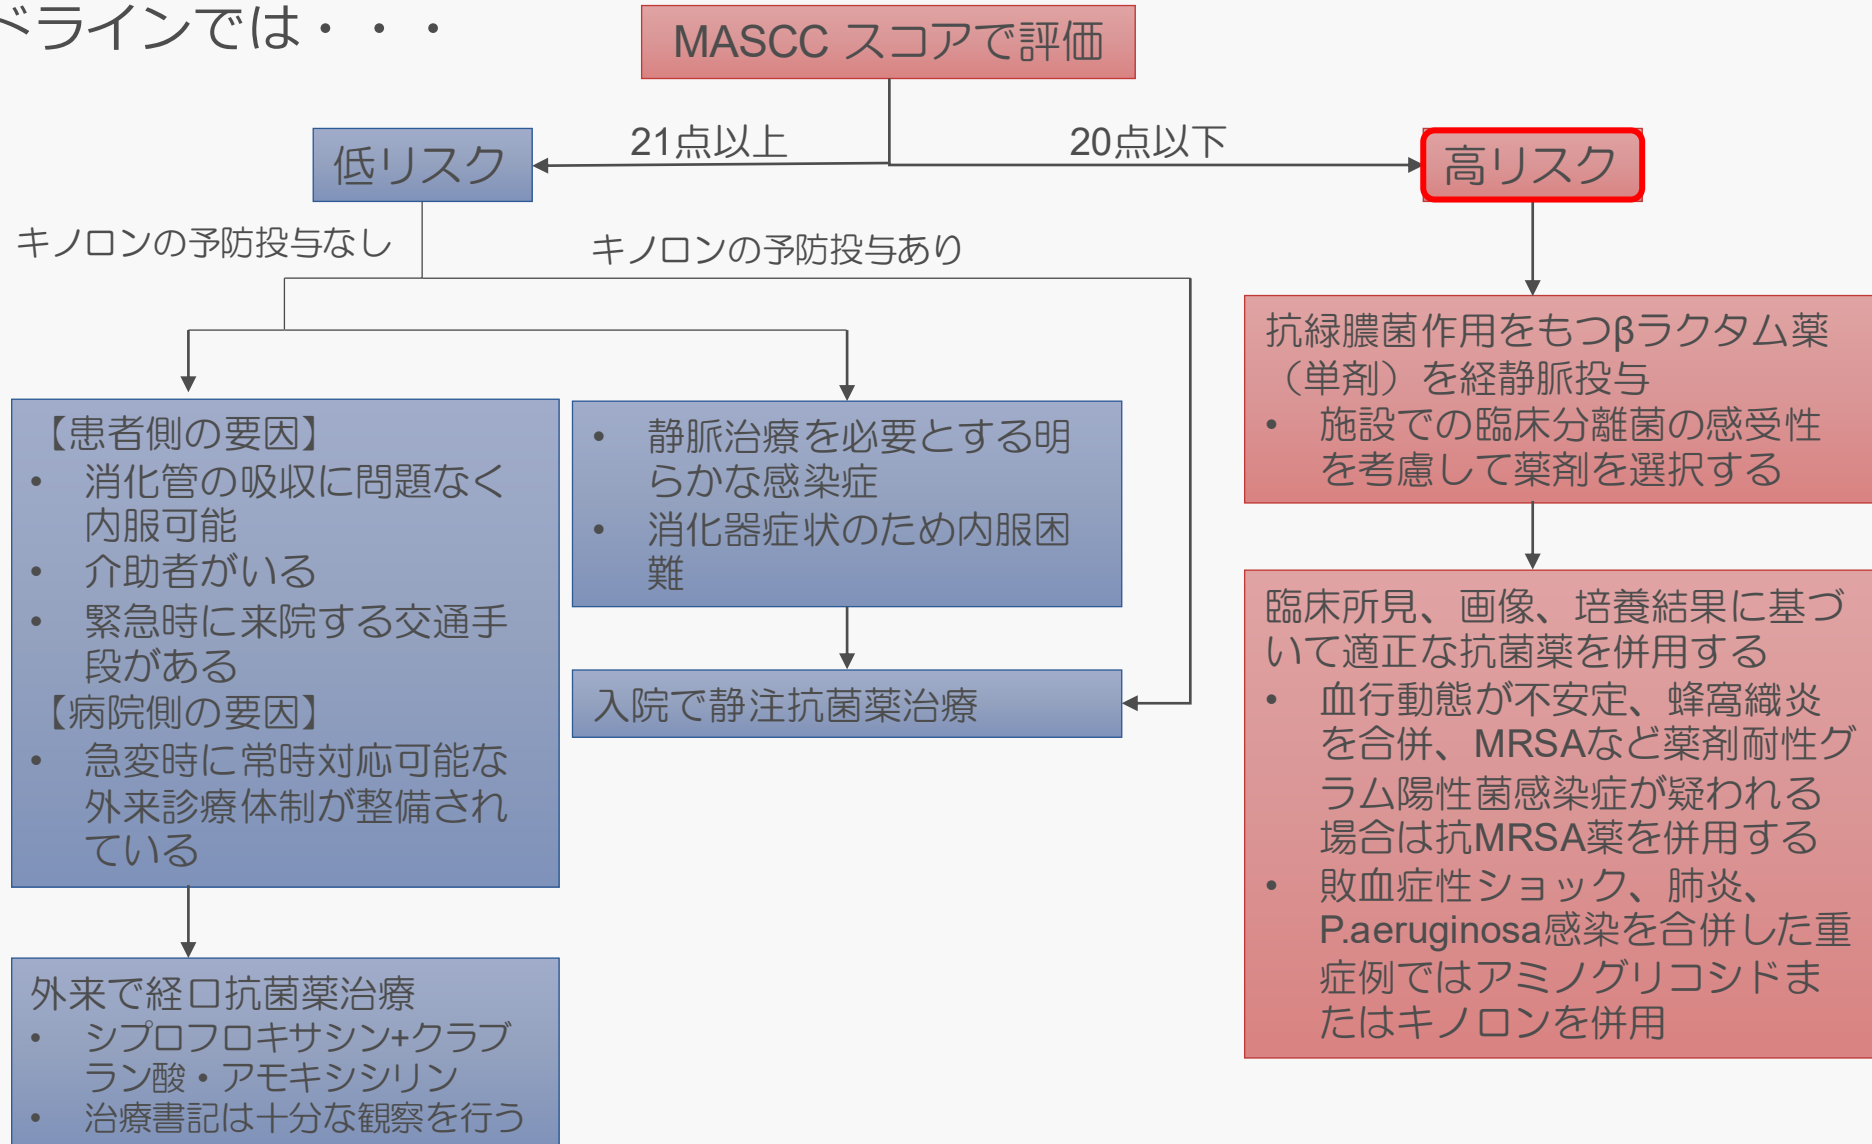 ドラインでは・・・
MASCC スコアで評価
21点以上
20点以下
低リスク
高リスク
キノロンの予防投与なし
キノロンの予防投与あり
【患者側の要因】
• 消化管の吸収に問題なく
内服可能
• 介助者がいる
• 緊急時に来院する交通手
段がある
【病院側の要因】
• 急変時に常時対応可能な
外来診療体制が整備され
ている
外来で経口抗菌薬治療
• シプロフロキサシン+クラブ
ラン酸・アモキシシリン
• 治療書記は十分な観察を行う
• 静脈治療を必要とする明
らかな感染症
• 消化器症状のため内服困
難
入院で静注抗菌薬治療
抗緑膿菌作用をもつβラクタム薬
（単剤）を経静脈投与
• 施設での臨床分離菌の感受性
を考慮して薬剤を選択する
臨床所見、画像、培養結果に基づ
いて適正な抗菌薬を併用する
• 血行動態が不安定、蜂窩織炎
を合併、MRSAなど薬剤耐性グ
ラム陽性菌感染症が疑われる
場合は抗MRSA薬を併用する
• 敗血症性ショック、肺炎、
P.aeruginosa感染を合併した重
症例ではアミノグリコシドま
たはキノロンを併用